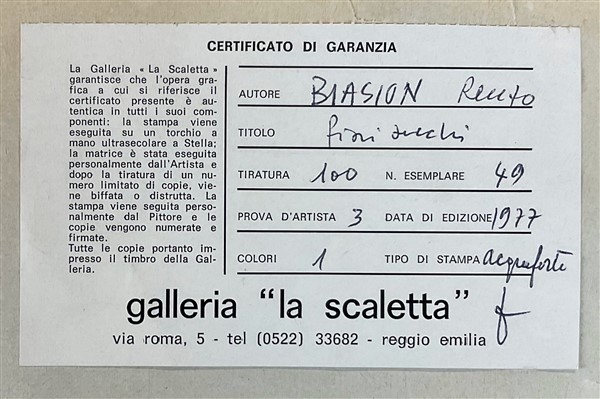 CERTIFICATO DI GARANZIA
La Galleria « La Scaletta »
garantisce che l'opera gra-
fica a cui si riferisce il
certificato presente è au-
tentica in tutti i suoi com-
ponenti: la stampa viene
eseguita su un torchio a
mano ultrasecolare a Stella;
la matrice è stata eseguita
personalmente dall'Artista e
dopo la tiratura di un nu-
mero limitato di copie, vie-
ne biffata o distrutta. La
stampa viene seguita perso-
nalmente dal Pittore e le
copie vengono numerate e
firmate.
Tutte le copie portanto im-
presso il timbro della Gal-
leria.
AUTORE BIASION Renzo
TITOLO fiori secchi
TIRATURA 100 N. ESEMPLARE 49
PROVA D'ARTISTA 3 DATA DI EDIZIONE 1977
COLORI 1 TIPO DI STAMPA acquaforte
galleria “la scaletta”
via roma, 5 - tel (0522) 33682 - reggio emilia